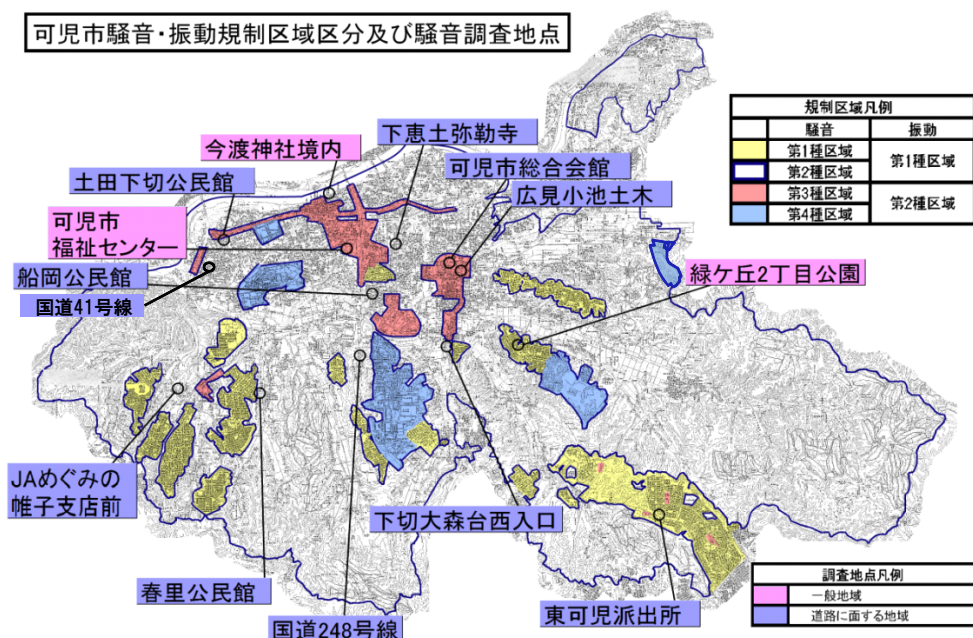 可児市騒音・振動規制区域区分及び騒音調査地点
規制区域凡例
騒音
振動
第1種区域
第1種区域
第2種区域
第3種区域
第2種区域
第4種区域
下恵土弥勒寺
今渡神社境内
可児市総合会館
土田下切公民館
広見小池土木
可児市
福祉センター
船岡公民館
緑ケ丘2丁目公園
国道41号線
JAめぐみの
帷子支店前
下切大森台西入口
春里公民館
国道248号線
東可児派出所
調査地点凡例
一般地域
道路に面する地域